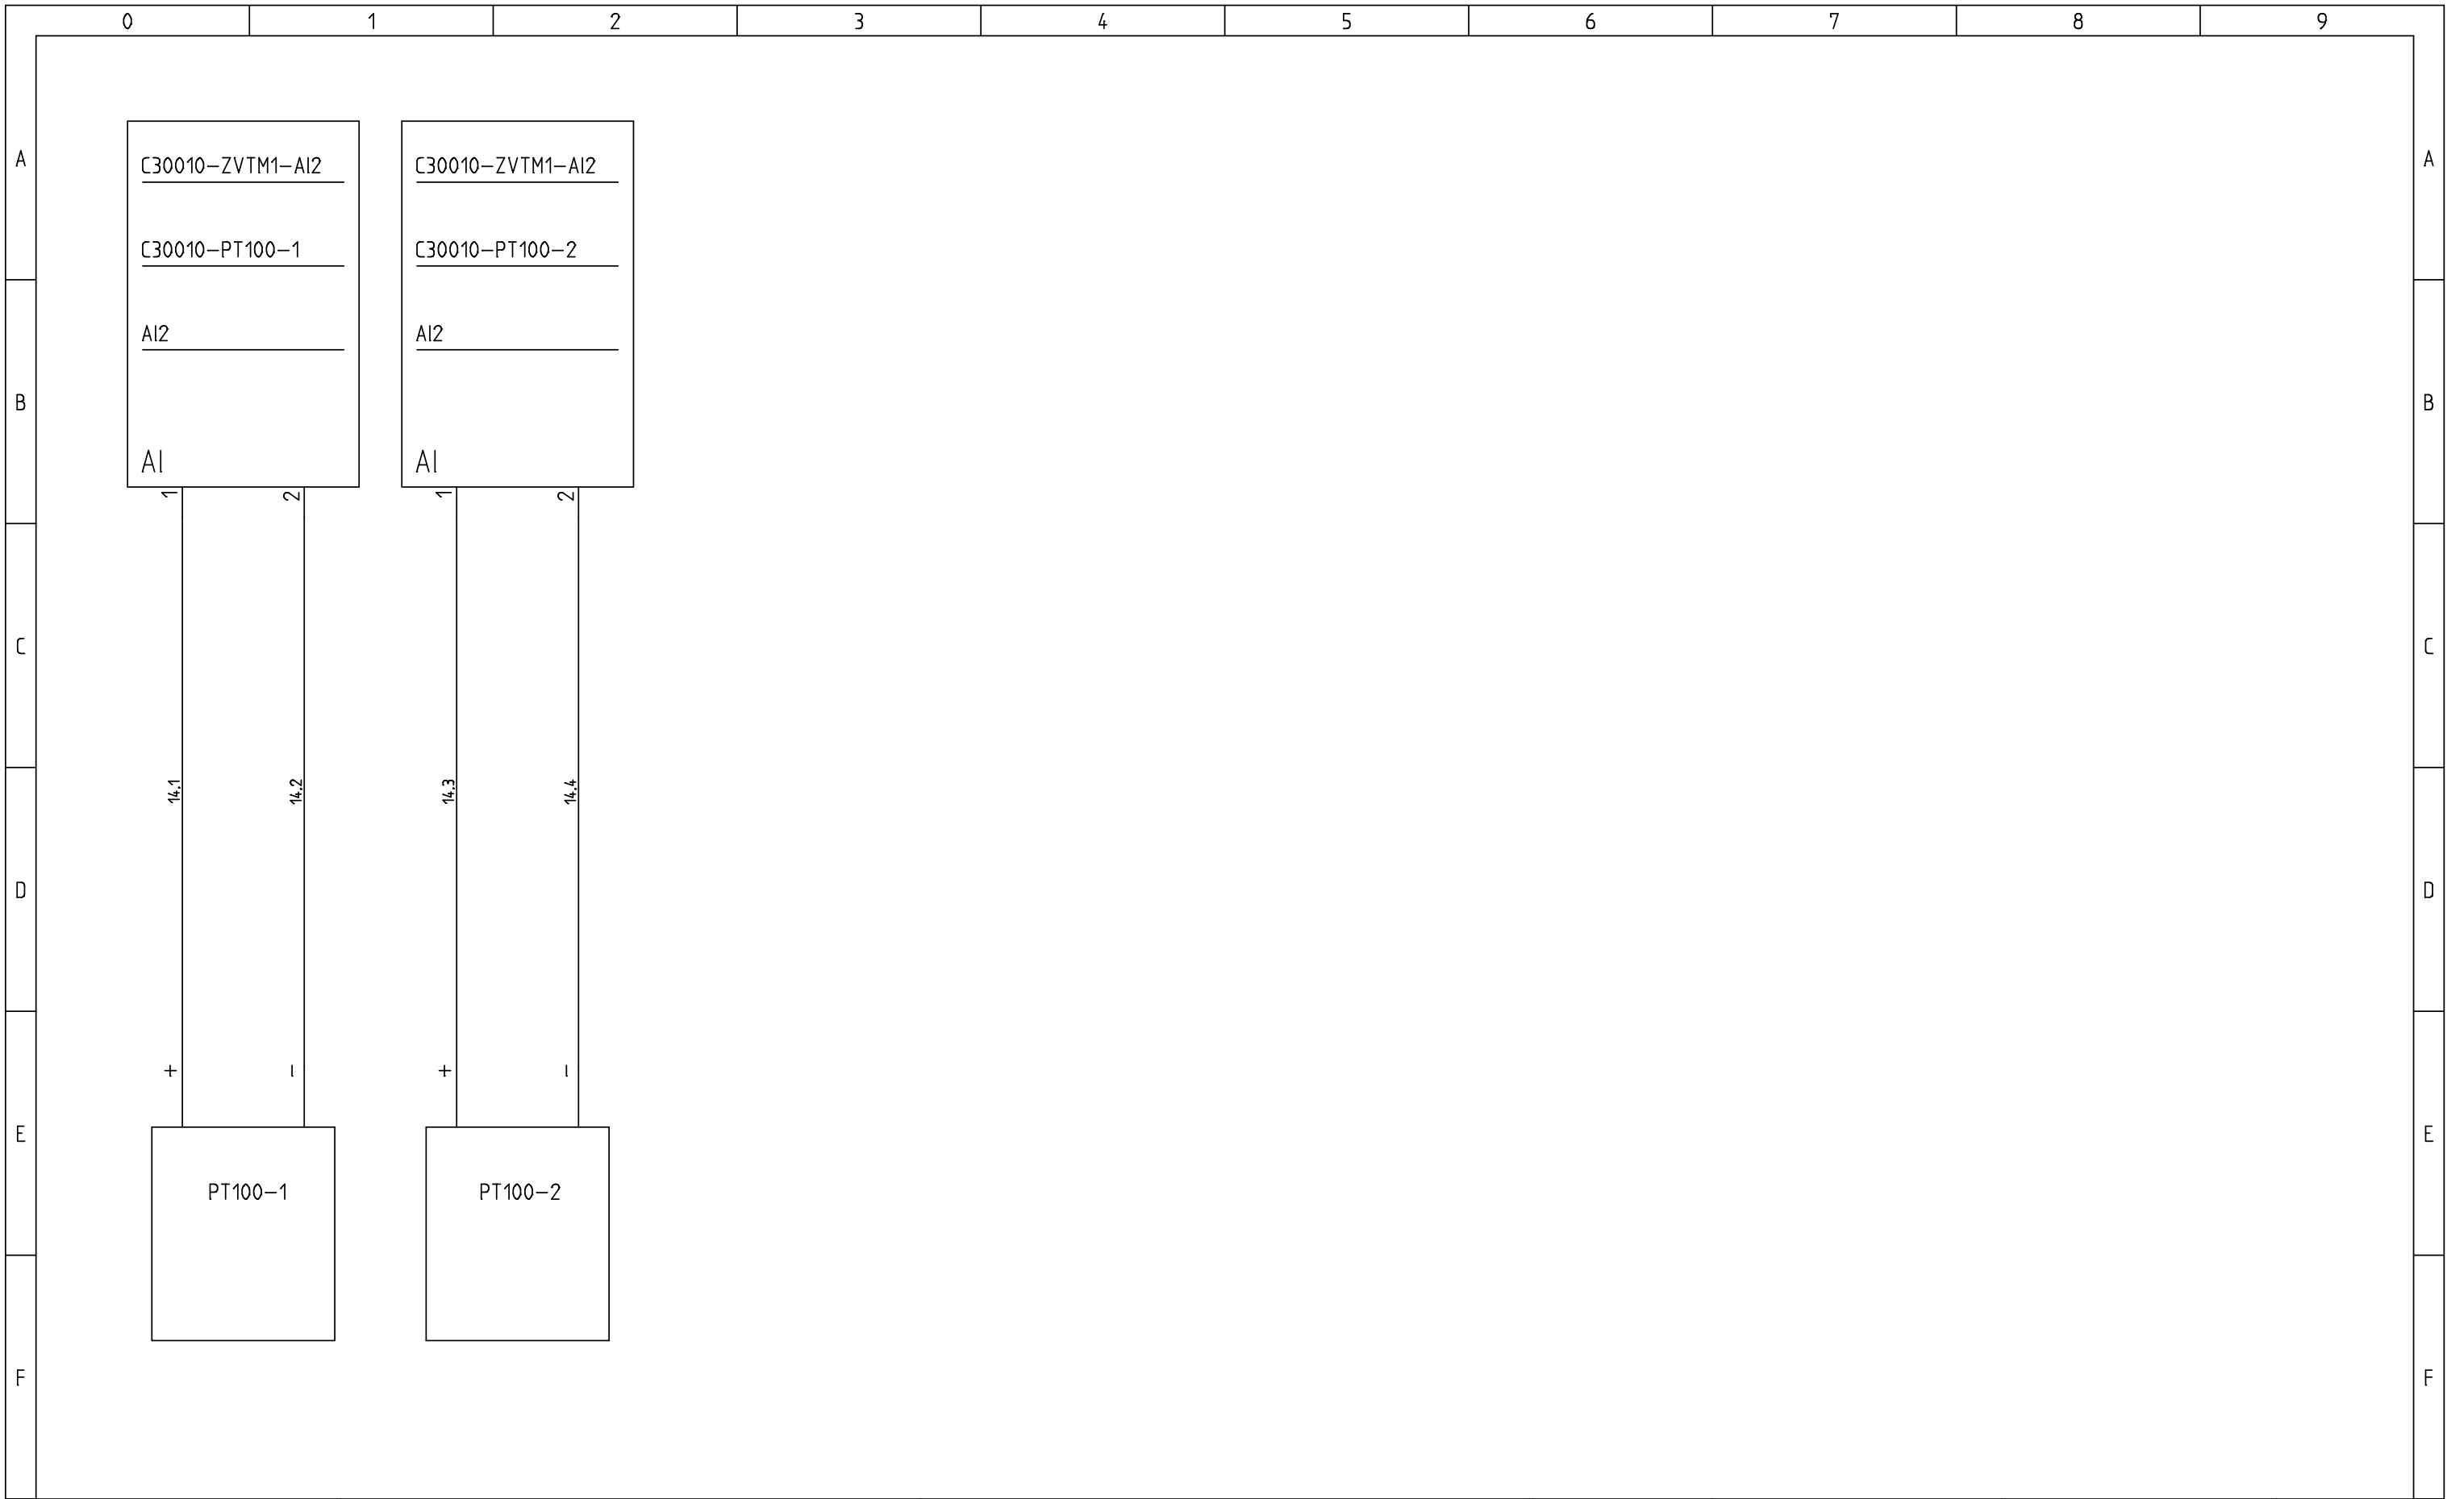 0 1 2 3 4 5 6 7 8 9
A A
C30010-ZVTM1-AI2 C30010-ZVTM1-AI2
C30010-PT100-1 C30010-PT100-2
AI2 AI2
B B
AI AI
1 2 1 2
C C
14.1 14.2 14.3 14.4
D D
+ - + -
E E
PT100-1 PT100-2
F F